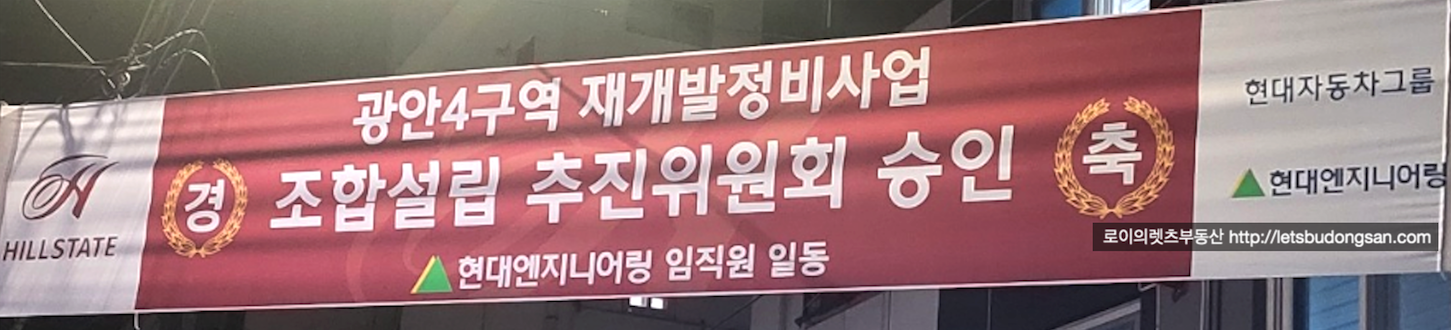 광안4구역 재개발정비사업
경 조합설립 추진위원회 승인 축
현대엔지니어링 임직원 일동
HILLSTATE
현대자동차그룹
현대엔지니어링
로이의렛츠부동산 http://letsbudongsan.com